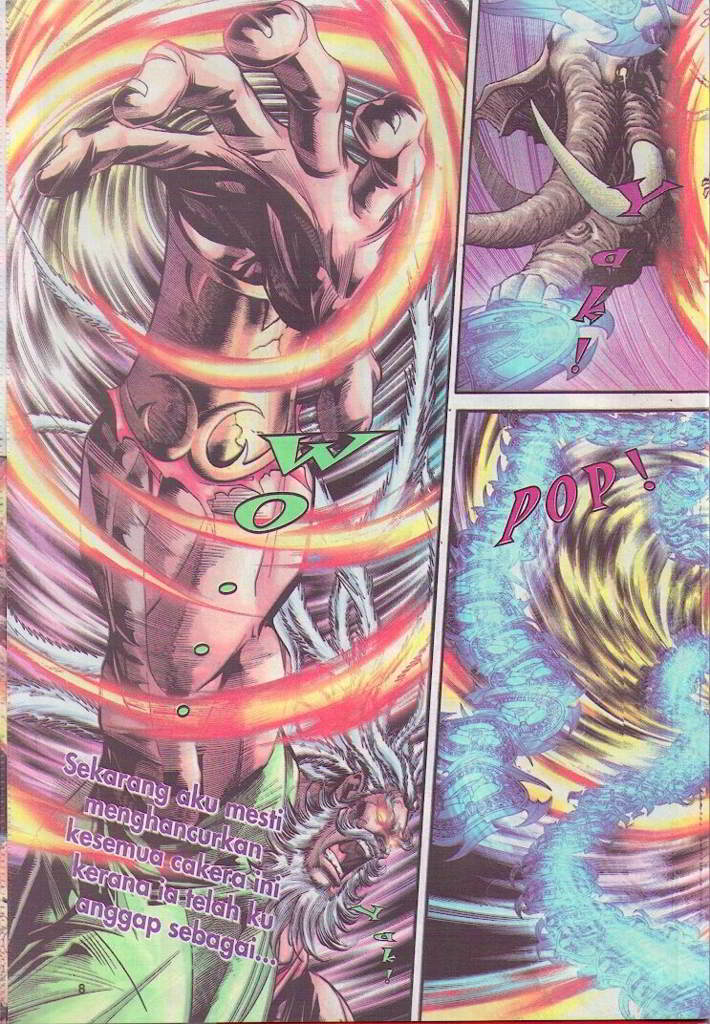 WO...
Yak!
POP!
Sekarang aku mesti
menghancurkan
kesemua cakera ini
kerana ia telah ku
anggap sebagai...
Yak!
8